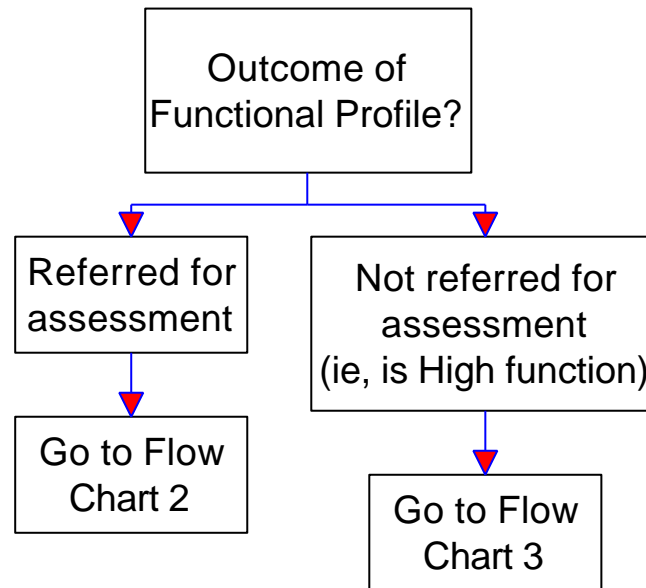 Outcome of
Functional Profile?
Referred for
assessment
Not referred for
assessment
(ie, is High function)
Go to Flow
Chart 2
Go to Flow
Chart 3